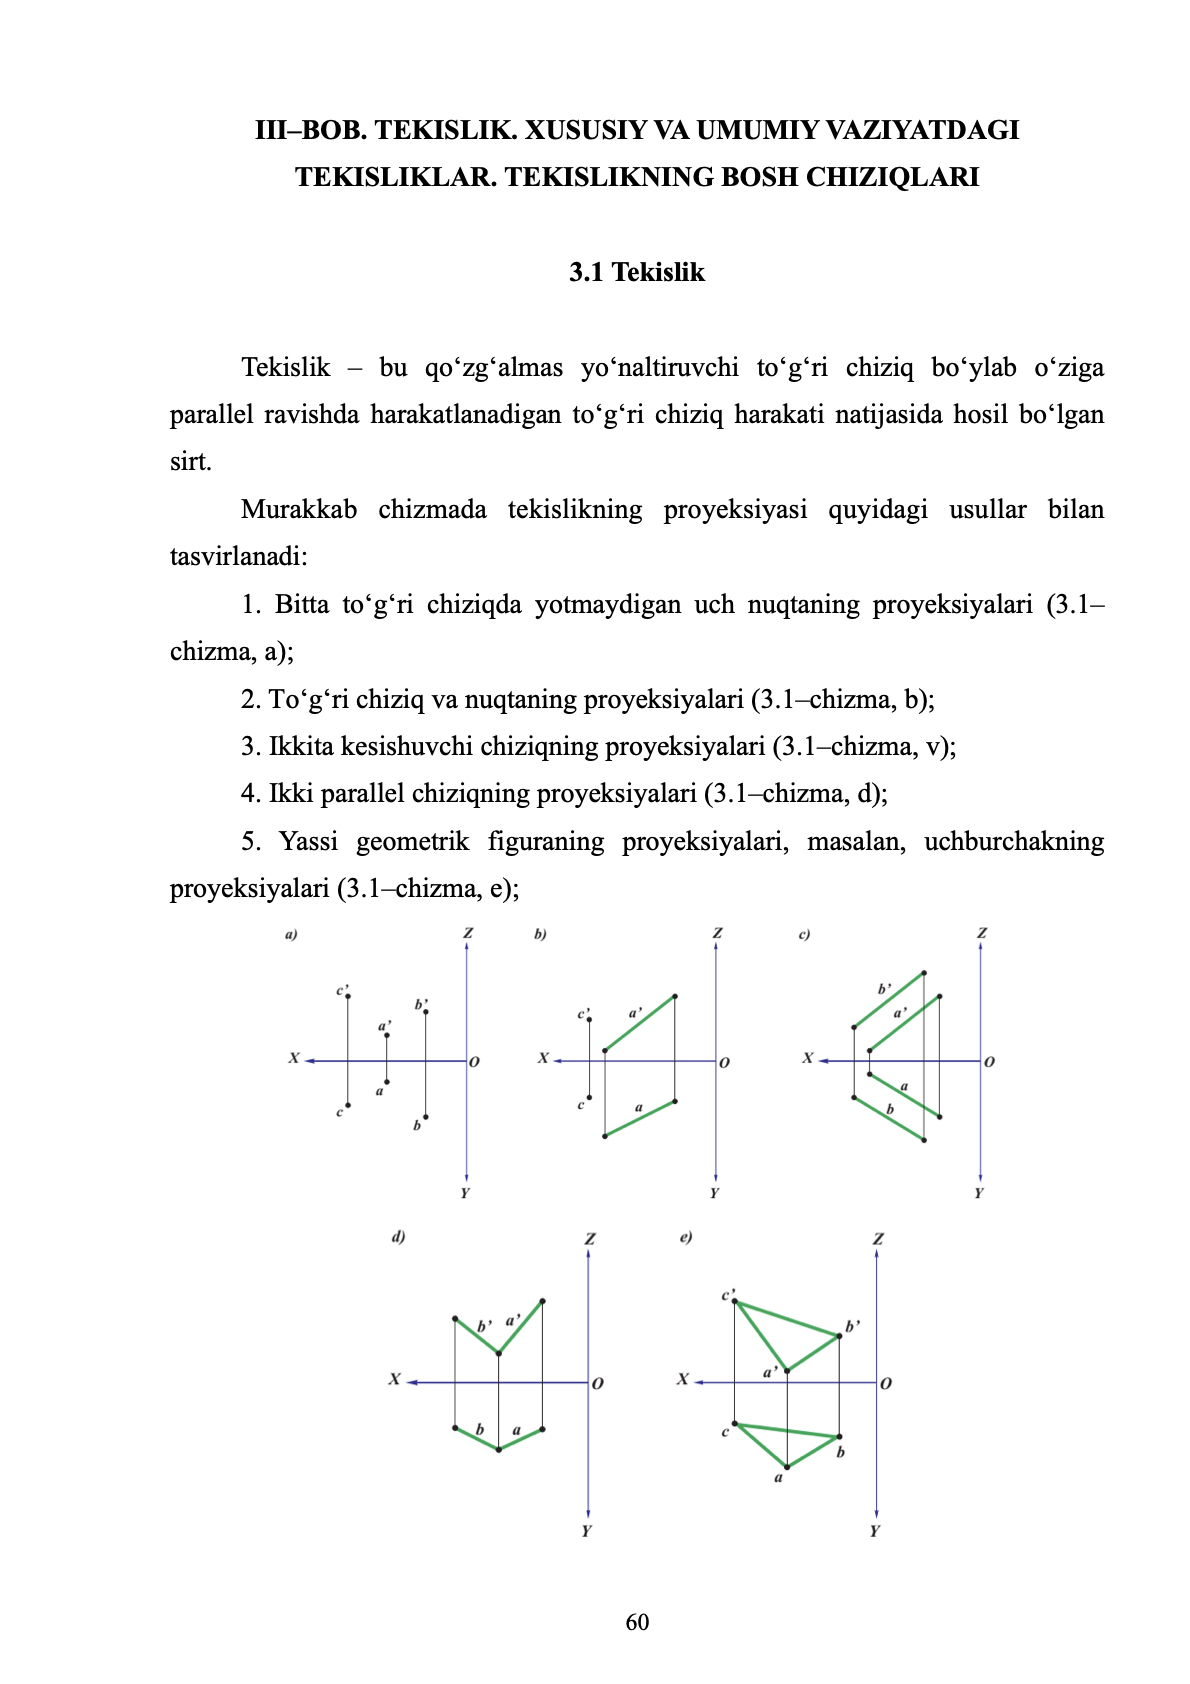 III–BOB. TEKISLIK. XUSUSIY VA UMUMIY VAZIYATDAGI
TEKISLIKLAR. TEKISLIKNING BOSH CHIZIQLARI
3.1 Tekislik
Tekislik – bu qo‘zg‘almas yo‘naltiruvchi to‘g‘ri chiziq bo‘ylab o‘ziga
parallel ravishda harakatlanadigan to‘g‘ri chiziq harakati natijasida hosil bo‘lgan
sirt.
Murakkab chizmada tekislikning proyeksiyasi quyidagi usullar bilan
tasvirlanadi:
1. Bitta to‘g‘ri chiziqda yotmaydigan uch nuqtaning proyeksiyalari (3.1–
chizma, a);
2. To‘g‘ri chiziq va nuqtaning proyeksiyalari (3.1–chizma, b);
3. Ikkita kesishuvchi chiziqning proyeksiyalari (3.1–chizma, v);
4. Ikki parallel chiziqning proyeksiyalari (3.1–chizma, d);
5. Yassi geometrik figuraning proyeksiyalari, masalan, uchburchakning
proyeksiyalari (3.1–chizma, e);
a) Z c’ b’ a’ X O a c b Y
b) Z c’ a’ X O c a Y
c) Z b’ a’ X O a b Y
d) Z b’ a’ X O b a Y
e) Z c’ b’ a’ X O c b a Y
60